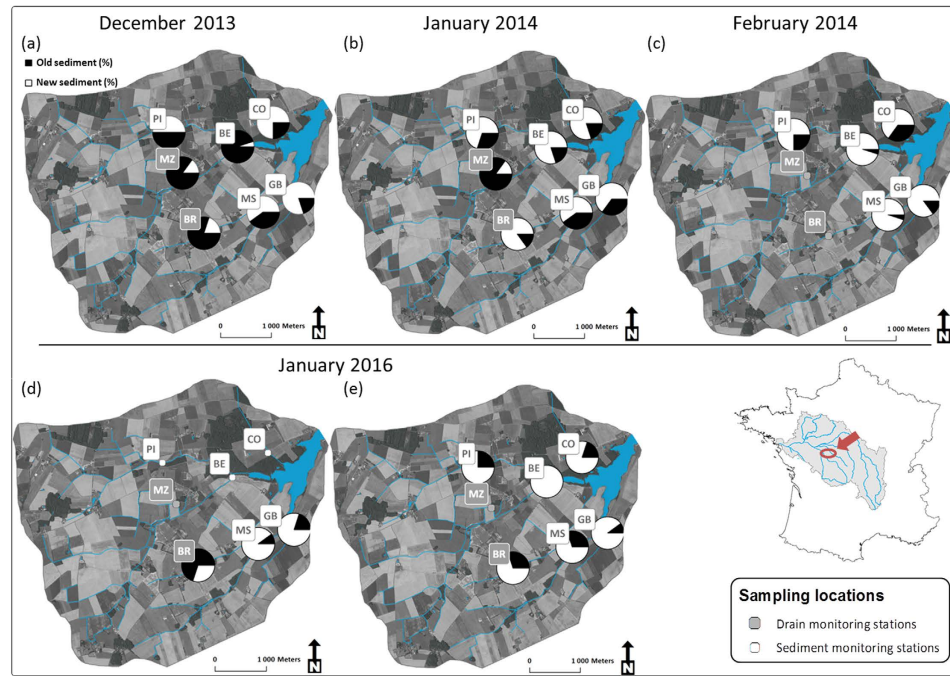 December 2013
January 2014
February 2014
(a)
(b)
(c)
Old sediment (%)
New sediment (%)
PI
CO
BE
MZ
MS
GB
BR
0
1 000 Meters
N
PI
CO
BE
MZ
MS
GB
BR
0
1 000 Meters
N
PI
CO
BE
MZ
MS
GB
BR
0
1 000 Meters
N
January 2016
(d)
(e)
PI
CO
BE
MZ
MS
GB
BR
0
1 000 Meters
N
PI
CO
BE
MZ
MS
GB
BR
0
1 000 Meters
N
Sampling locations
Drain monitoring stations
Sediment monitoring stations